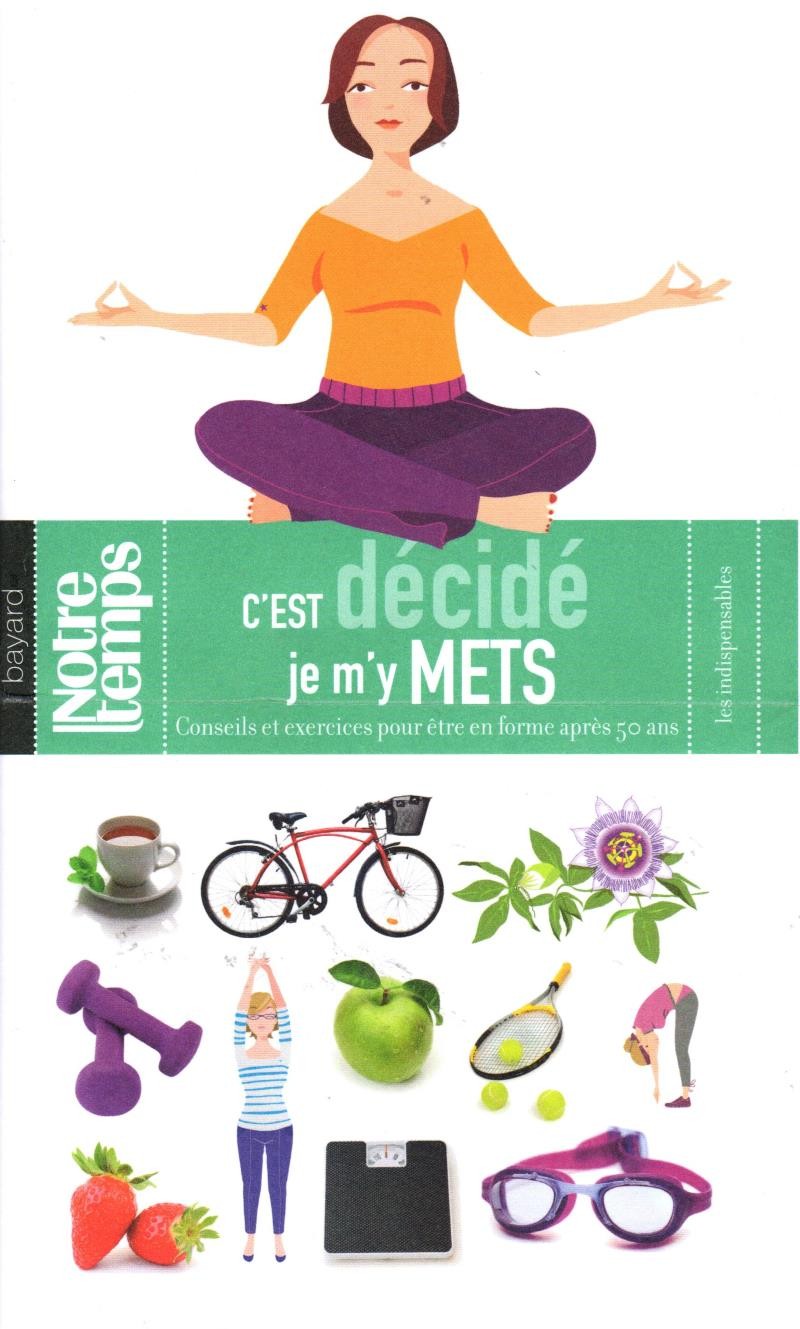 bayard
Notre
temps
C'EST décidé
je m'y METS
Conseils et exercices pour être en forme après 50 ans
les indispensables